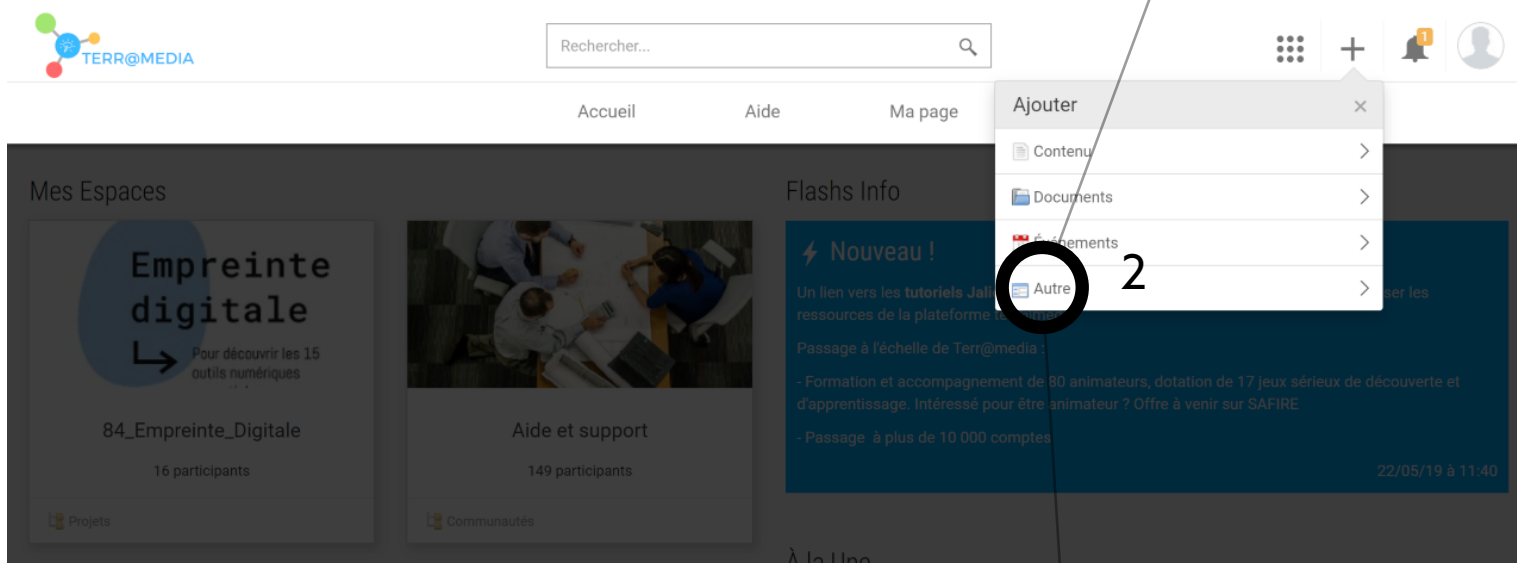 TERR@MEDIA
Rechercher...
1
Accueil
Aide
Ma page
Ajouter
Contenu
Documents
Événements
Autre
2
Mes Espaces
Empreinte
digitale
Pour découvrir les 15
outils numériques
84_Empreinte_Digitale
16 participants
Projets
Aide et support
149 participants
Communautés
Flashs Info
Nouveau !
Un lien vers les tutoriels ser les
ressources de la plateforme
Passage à l'échelle de Terr@media :
- Formation et accompagnement de 80 animateurs, dotation de 17 jeux sérieux de découverte et
d'apprentissage. Intéressé pour être animateur ? Offre à venir sur SAFIRE
- Passage à plus de 10 000 comptes
22/05/19 à 11:40
À la Une